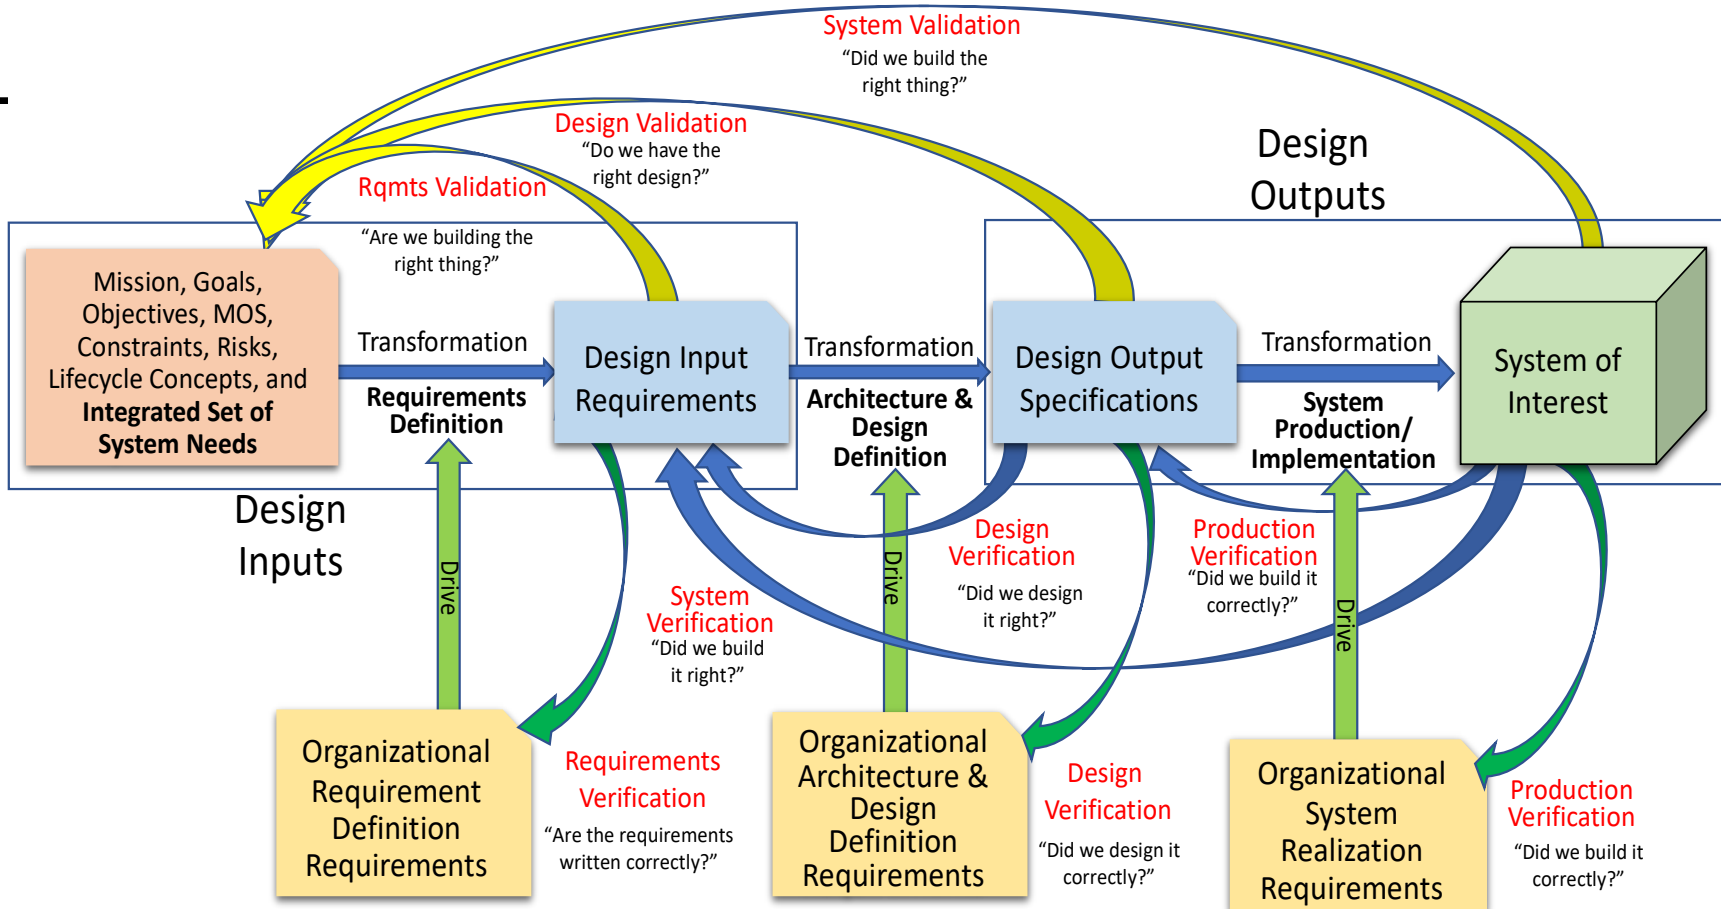 System Validation
“Did we build the
right thing?”
Design Validation
“Do we have the
right design?”
Rqmts Validation
“Are we building the
right thing?”
Design
Outputs
Mission, Goals,
Objectives, MOS,
Constraints, Risks,
Lifecycle Concepts, and
Integrated Set of
System Needs
Transformation
Requirements
Definition
Design Input
Requirements
Transformation
Architecture &
Design
Definition
Design Output
Specifications
Transformation
System
Production/
Implementation
System of
Interest
Design
Inputs
Drive
System
Verification
“Did we build
it right?”
Drive
Design
Verification
“Did we design
it right?”
Production
Verification
“Did we build it
correctly?”
Drive
Organizational
Requirement
Definition
Requirements
Requirements
Verification
“Are the requirements
written correctly?”
Organizational
Architecture &
Design
Definition
Requirements
Design
Verification
“Did we design it
correctly?”
Organizational
System
Realization
Requirements
Production
Verification
“Did we build it
correctly?”